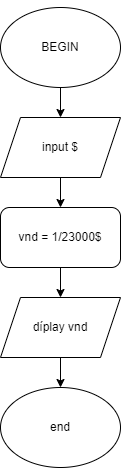 BEGIN
input $
vnd = 1/23000$
díplay vnd
end